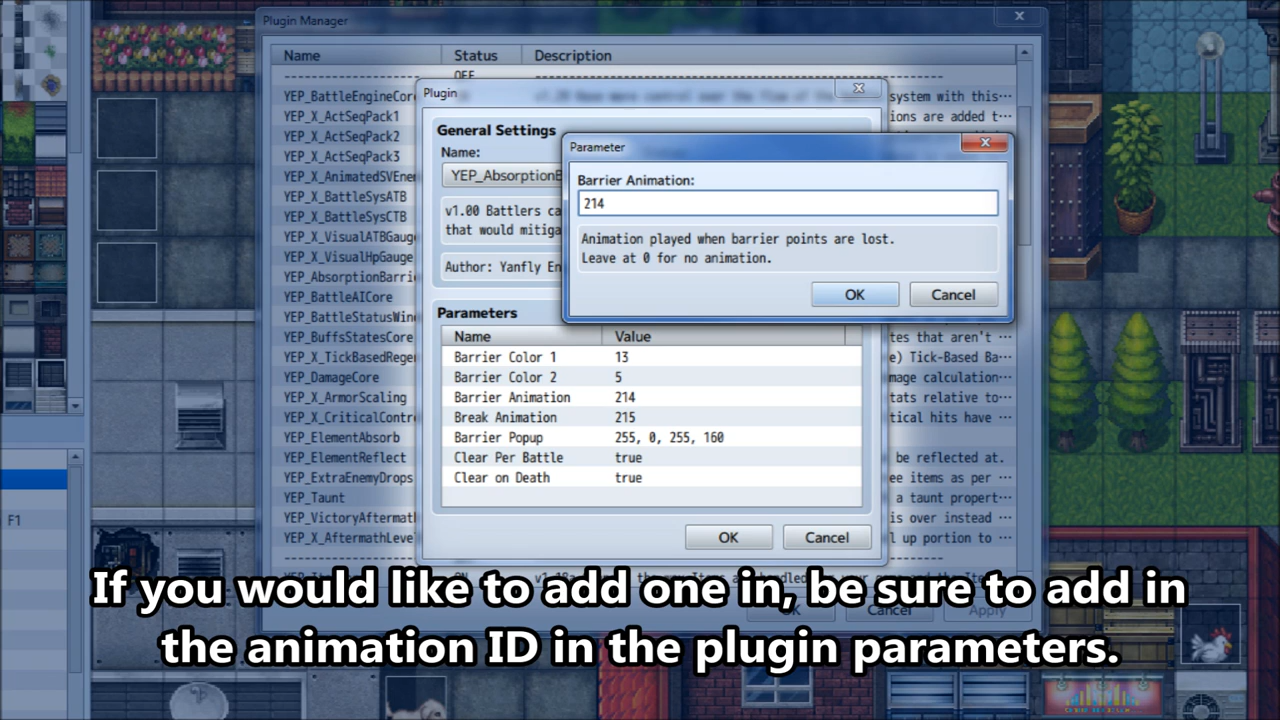 Plugin Manager
Name Status Description
OFF
YEP_BattleEngineCore system with this···
YEP_X_ActSeqPack1 ions are added t···
YEP_X_ActSeqPack2
YEP_X_ActSeqPack3
YEP_X_AnimatedSVEne
YEP_X_BattleSysATB
YEP_X_BattleSysCTB
YEP_X_VisualATBGauge
YEP_X_VisualHpGauge
YEP_AbsorptionBarri
YEP_BattleAICore
YEP_BattleStatusWin
YEP_BuffsStatesCore tes that aren't ···
YEP_X_TickBasedRege e) Tick-Based Ba···
YEP_DamageCore mage calculation···
YEP_X_ArmorScaling tats relative to···
YEP_X_CriticalContr tical hits have ···
YEP_ElementAbsorb
YEP_ElementReflect be reflected at.
YEP_ExtraEnemyDrops ee items as per ···
YEP_Taunt a taunt propert···
YEP_VictoryAftermat is over instead ···
YEP_X_AftermathLeve l up portion to ···
Plugin
General Settings
Name:
YEP_AbsorptionB
v1.00 Battlers ca
that would mitiga
Author: Yanfly En
Parameters
Name Value
Barrier Color 1 13
Barrier Color 2 5
Barrier Animation 214
Break Animation 215
Barrier Popup 255, 0, 255, 160
Clear Per Battle true
Clear on Death true
OK Cancel
Parameter
Barrier Animation:
214
Animation played when barrier points are lost.
Leave at 0 for no animation.
OK Cancel
F1
OK Cancel Apply
If you would like to add one in, be sure to add in
the animation ID in the plugin parameters.